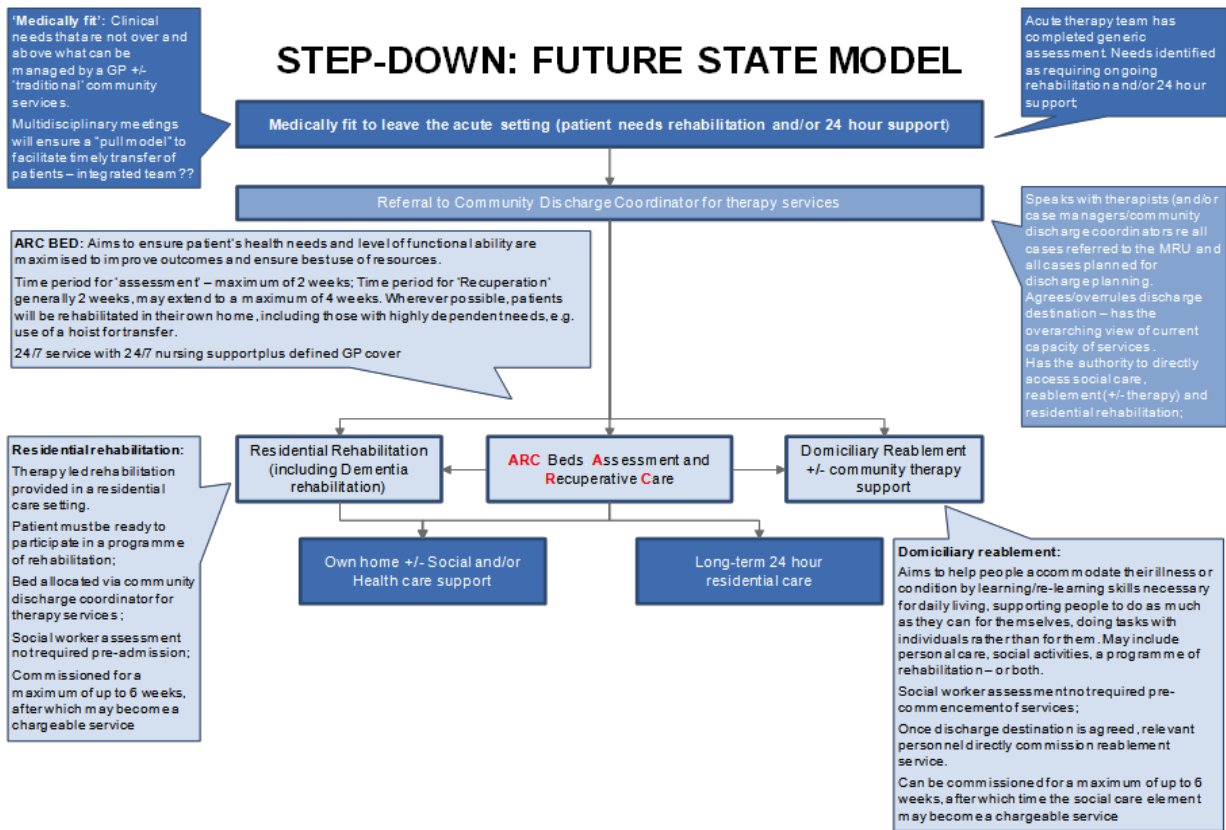 'Medically fit': Clinical
needs that are not over and
above what can be
managed by a GP +/-
'traditional' community
services.
Multidisciplinary meetings
will ensure a "pull model" to
facilitate timely transfer of
patients – integrated team??
STEP-DOWN: FUTURE STATE MODEL
Acute therapy team has
completed generic
assessment. Needs identified
as requiring ongoing
rehabilitation and/or 24 hour
support;
Medically fit to leave the acute setting (patient needs rehabilitation and/or 24 hour support)
Referral to Community Discharge Coordinator for therapy services
Speaks with therapists (and/or
case managers/community
discharge coordinators re all
cases referred to the MRU and
all cases planned for
discharge planning.
Agrees/overrules discharge
destination – has the
overarching view of current
capacity of services.
Has the authority to directly
access social care,
reablement (+/- therapy) and
residential rehabilitation;
ARC BED: Aims to ensure patient's health needs and level of functional ability are
maximised to improve outcomes and ensure best use of resources.
Time period for 'assessment' – maximum of 2 weeks; Time period for 'Recuperation'
generally 2 weeks, may extend to a maximum of 4 weeks. Wherever possible, patients
will be rehabilitated in their own home, including those with highly dependent needs, e.g.
use of a hoist for transfer.
24/7 service with 24/7 nursing support plus defined GP cover
Residential rehabilitation:
Therapy led rehabilitation
provided in a residential
care setting.
Patient must be ready to
participate in a programme
of rehabilitation;
Bed allocated via community
discharge coordinator for
therapy services;
Social worker assessment
not required pre-admission;
Commissioned for a
maximum of up to 6 weeks,
after which may become a
chargeable service
Residential Rehabilitation
(including Dementia
rehabilitation)
ARC Beds Assessment and
Recuperative Care
Domiciliary Reablement
+/- community therapy
support
Own home +/- Social and/or
Health care support
Long-term 24 hour
residential care
Domiciliary reablement:
Aims to help people accommodate their illness or
condition by learning/re-learning skills necessary
for daily living, supporting people to do as much
as they can for themselves, doing tasks with
individuals rather than for them. May include
personal care, social activities, a programme of
rehabilitation – or both.
Social worker assessment not required pre-
commencement of services;
Once discharge destination is agreed, relevant
personnel directly commission reablement
service.
Can be commissioned for a maximum of up to 6
weeks, after which time the social care element
may become a chargeable service